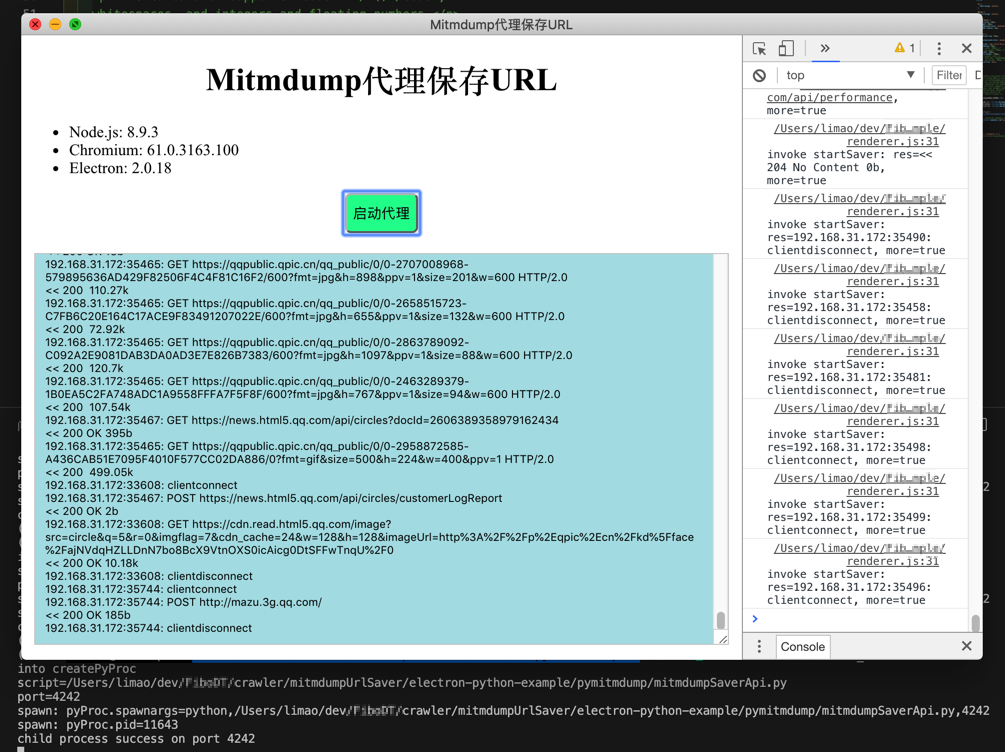 51
whitespaces, and integers and floating numbers.</p>
Mitmdump代理保存URL
Mitmdump代理保存URL
Node.js: 8.9.3
Chromium: 61.0.3163.100
Electron: 2.0.18
启动代理
192.168.31.172:35465: GET https://qqpublic.qpic.cn/qq_public/0/0-2707008968-
579895636AD429F82506F4C4F81C16F2/600?fmt=jpg&h=898&ppv=1&size=201&w=600 HTTP/2.0
<< 200  110.27k
192.168.31.172:35465: GET https://qqpublic.qpic.cn/qq_public/0/0-2658515723-
C7FB6C20E164C17ACE9F83491207022E/600?fmt=jpg&h=655&ppv=1&size=132&w=600 HTTP/2.0
<< 200  72.92k
192.168.31.172:35465: GET https://qqpublic.qpic.cn/qq_public/0/0-2863789092-
C092A2E9081DAB3DA0AD3E7E826B7383/600?fmt=jpg&h=1097&ppv=1&size=88&w=600 HTTP/2.0
<< 200  120.7k
192.168.31.172:35465: GET https://qqpublic.qpic.cn/qq_public/0/0-2463289379-
1B0EA5C2FA748ADC1A9558FFFA7F5F8F/600?fmt=jpg&h=767&ppv=1&size=94&w=600 HTTP/2.0
<< 200  107.54k
192.168.31.172:35467: GET https://news.html5.qq.com/api/circles?docId=2606389358979162434
<< 200 OK 395b
192.168.31.172:35465: GET https://qqpublic.qpic.cn/qq_public/0/0-2958872585-
A436CAB51E7095F4010F577CC02DA886/0?fmt=gif&size=500&h=224&w=400&ppv=1 HTTP/2.0
<< 200  499.05k
192.168.31.172:33608: clientconnect
192.168.31.172:35467: POST https://news.html5.qq.com/api/circles/customerLogReport
<< 200 OK 2b
192.168.31.172:33608: GET https://cdn.read.html5.qq.com/image?
src=circle&q=5&r=0&imgflag=7&cdn_cache=24&w=128&h=128&imageUrl=http%3A%2F%2Fp%2Eqpic%2Ecn%2Fkd%5Fface
%2FajNVdqHZLLDnN7bo8BcX9VtnOXS0icAicg0DtSFFwTnqU%2F0
<< 200 OK 10.18k
192.168.31.172:33608: clientdisconnect
192.168.31.172:35744: clientconnect
192.168.31.172:35744: POST http://mazu.3g.qq.com/
<< 200 OK 185b
192.168.31.172:35744: clientdisconnect
» 1
top Filter
com/api/performance,
more=true
/Users/limao/dev/
renderer.js:31
invoke startSaver: res=<<
204 No Content 0b,
more=true
/Users/limao/dev/
renderer.js:31
invoke startSaver:
res=192.168.31.172:35490:
clientdisconnect, more=true
/Users/limao/dev/
renderer.js:31
invoke startSaver:
res=192.168.31.172:35458:
clientdisconnect, more=true
/Users/limao/dev/
renderer.js:31
invoke startSaver:
res=192.168.31.172:35481:
clientdisconnect, more=true
/Users/limao/dev/
renderer.js:31
invoke startSaver:
res=192.168.31.172:35498:
clientconnect, more=true
/Users/limao/dev/
renderer.js:31
invoke startSaver:
res=192.168.31.172:35499:
clientconnect, more=true
/Users/limao/dev/
renderer.js:31
invoke startSaver:
res=192.168.31.172:35496:
clientconnect, more=true
Console
into createPyProc
script=/Users/limao/dev/ /crawler/mitmdumpUrlSaver/electron-python-example/pymitmdump/mitmdumpSaverApi.py
port=4242
spawn: pyProc.spawnargs=python,/Users/limao/dev/ /crawler/mitmdumpUrlSaver/electron-python-example/pymitmdump/mitmdumpSaverApi.py,4242
spawn: pyProc.pid=11643
child process success on port 4242